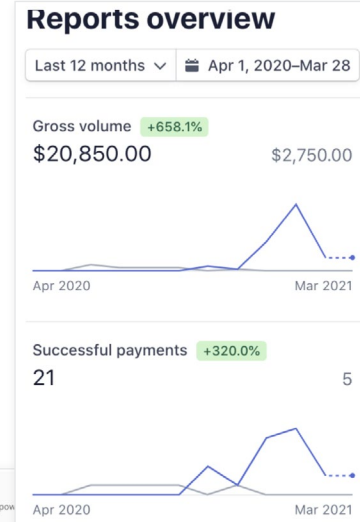 Reports overview
Last 12 months Apr 1, 2020–Mar 28
Gross volume +658.1%
$20,850.00 $2,750.00
Apr 2020 Mar 2021
Successful payments +320.0%
21 5
Apr 2020 Mar 2021
pow